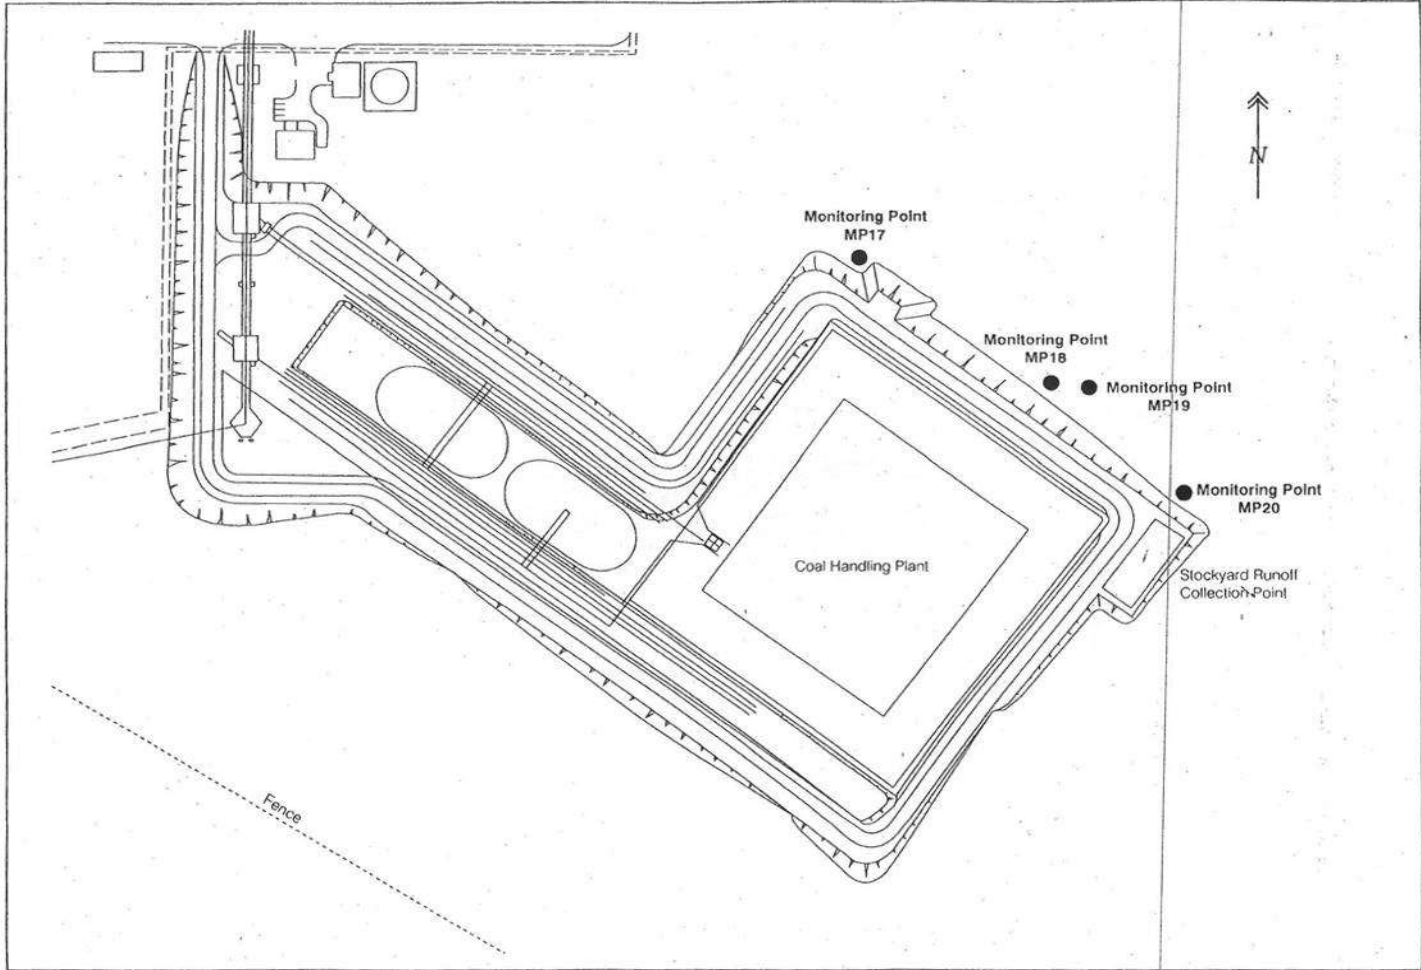 N
Monitoring Point
MP17
Monitoring Point
MP18
Monitoring Point
MP19
Monitoring Point
MP20
Coal Handling Plant
Stockyard Runoff
Collection Point
Fence